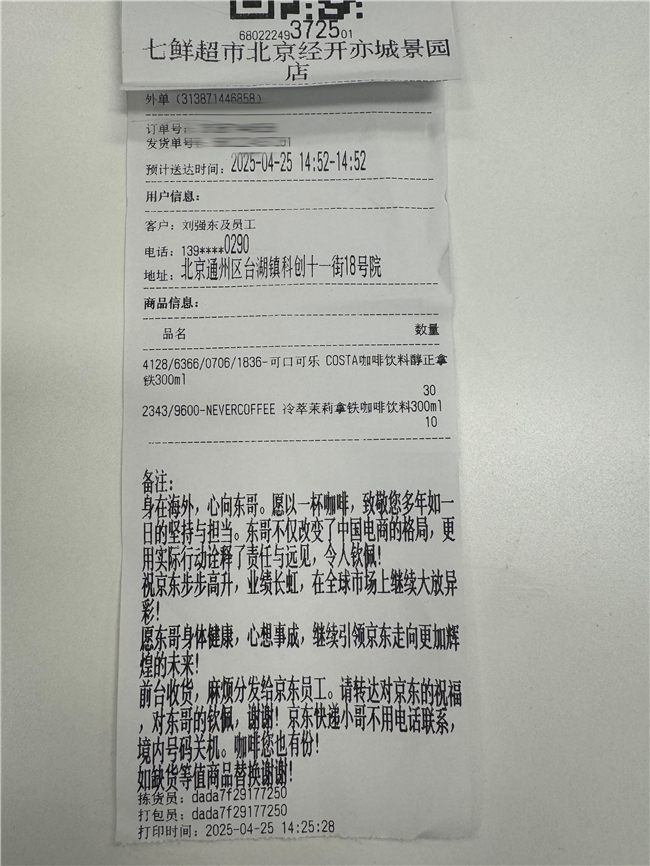 68022249372501
七鲜超市北京经开亦城景园
店
外单（313871446858）
订单号:
发货单号
预计送达时间: 2025-04-25 14:52-14:52
用户信息:
客户: 刘强东及员工
电话: 139****0290
地址: 北京通州区台湖镇科创十一街18号院
商品信息:
品名 数量
4128/6366/0706/1836-可口可乐 COSTA咖啡饮料醇正拿
铁300ml
30
2343/9600-NEVERCOFFEE 冷萃茉莉拿铁咖啡饮料300ml
10
备注:
身在海外，心向东哥。愿以一杯咖啡，致敬您多年如一
日的坚持与担当。东哥不仅改变了中国电商的格局，更
用实际行动诠释了责任与远见，令人钦佩!
祝京东步步高升，业绩长虹，在全球市场上继续大放异
彩!
愿东哥身体健康，心想事成，继续引领京东走向更加辉
煌的未来!
前台收货，麻烦分发给京东员工。请转达对京东的祝福
，对东哥的钦佩，谢谢! 京东快递小哥不用电话联系，
境内号码关机。咖啡您也有份!
如缺货等值商品替换谢谢!
拣货员: dada7f29177250
打包员: dada7f29177250
打印时间: 2025-04-25 14:25:28